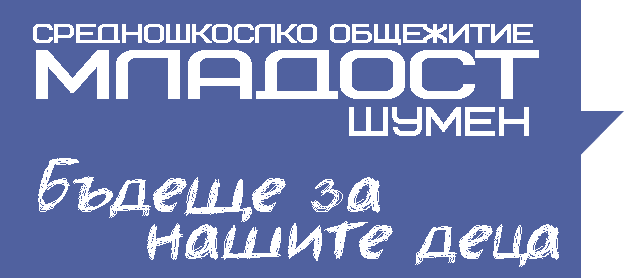 СРЕДНОШКОСЛКО ОБЩЕЖИТИЕ
МЛАДОСТ
ШУМЕН
Бъдеще за
нашите деца